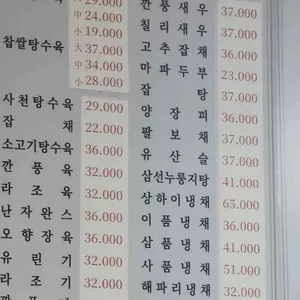 大 29.000
中 24.000
小 19.000
찹쌀탕수육 大 37.000
中 34.000
小 28.000
사천탕수육 29.000
잡 채 22.000
소고기탕수육 36.000
깐 풍 육 32.000
라 조 육 32.000
난 자 완 스 36.000
오 향 장 육 36.000
유 린 기 32.000
라 조 기 32.000
깐 풍 새 우 37.000
칠 리 새 우 37.000
고 추 잡 채 37.000
마 파 두 부 23.000
잡 탕 37.000
양 장 피 36.000
팔 보 채 37.000
유 산 슬 37.000
삼선누룽지탕 41.000
상하이냉채 65.000
이 품 냉 채 36.000
삼 품 냉 채 41.000
사 품 냉 채 51.000
해파리냉채 32.000